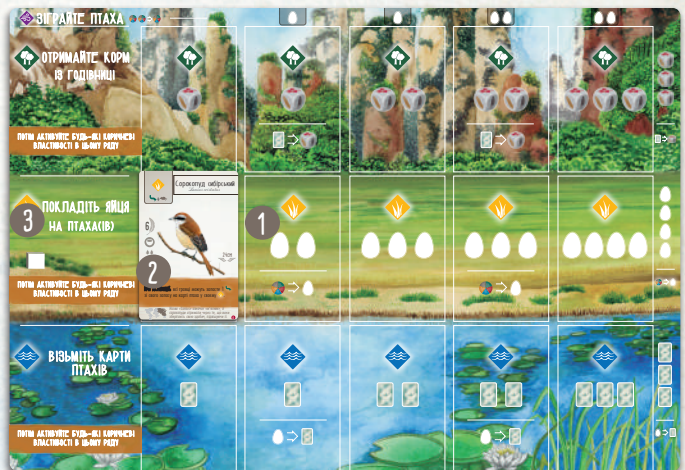 ЗІГРАЙТЕ ПТАХА
ОТРИМАЙТЕ КОРМ
ІЗ ГОДІВНИЦІ
ПОТІМ АКТИВУЙТЕ БУДЬ-ЯКІ КОРИЧНЕВІ
ВЛАСТИВОСТІ В ЦЬОМУ РЯДУ
Сорокопуд сибірський
3
ПОКЛАДІТЬ ЯЙЦЯ
НА ПТАХА(ІВ)
1
6
2
ПОТІМ АКТИВУЙТЕ БУДЬ-ЯКІ КОРИЧНЕВІ
ВЛАСТИВОСТІ В ЦЬОМУ РЯДУ
ВІЗЬМІТЬ КАРТИ
ПТАХІВ
ПОТІМ АКТИВУЙТЕ БУДЬ-ЯКІ КОРИЧНЕВІ
ВЛАСТИВОСТІ В ЦЬОМУ РЯДУ